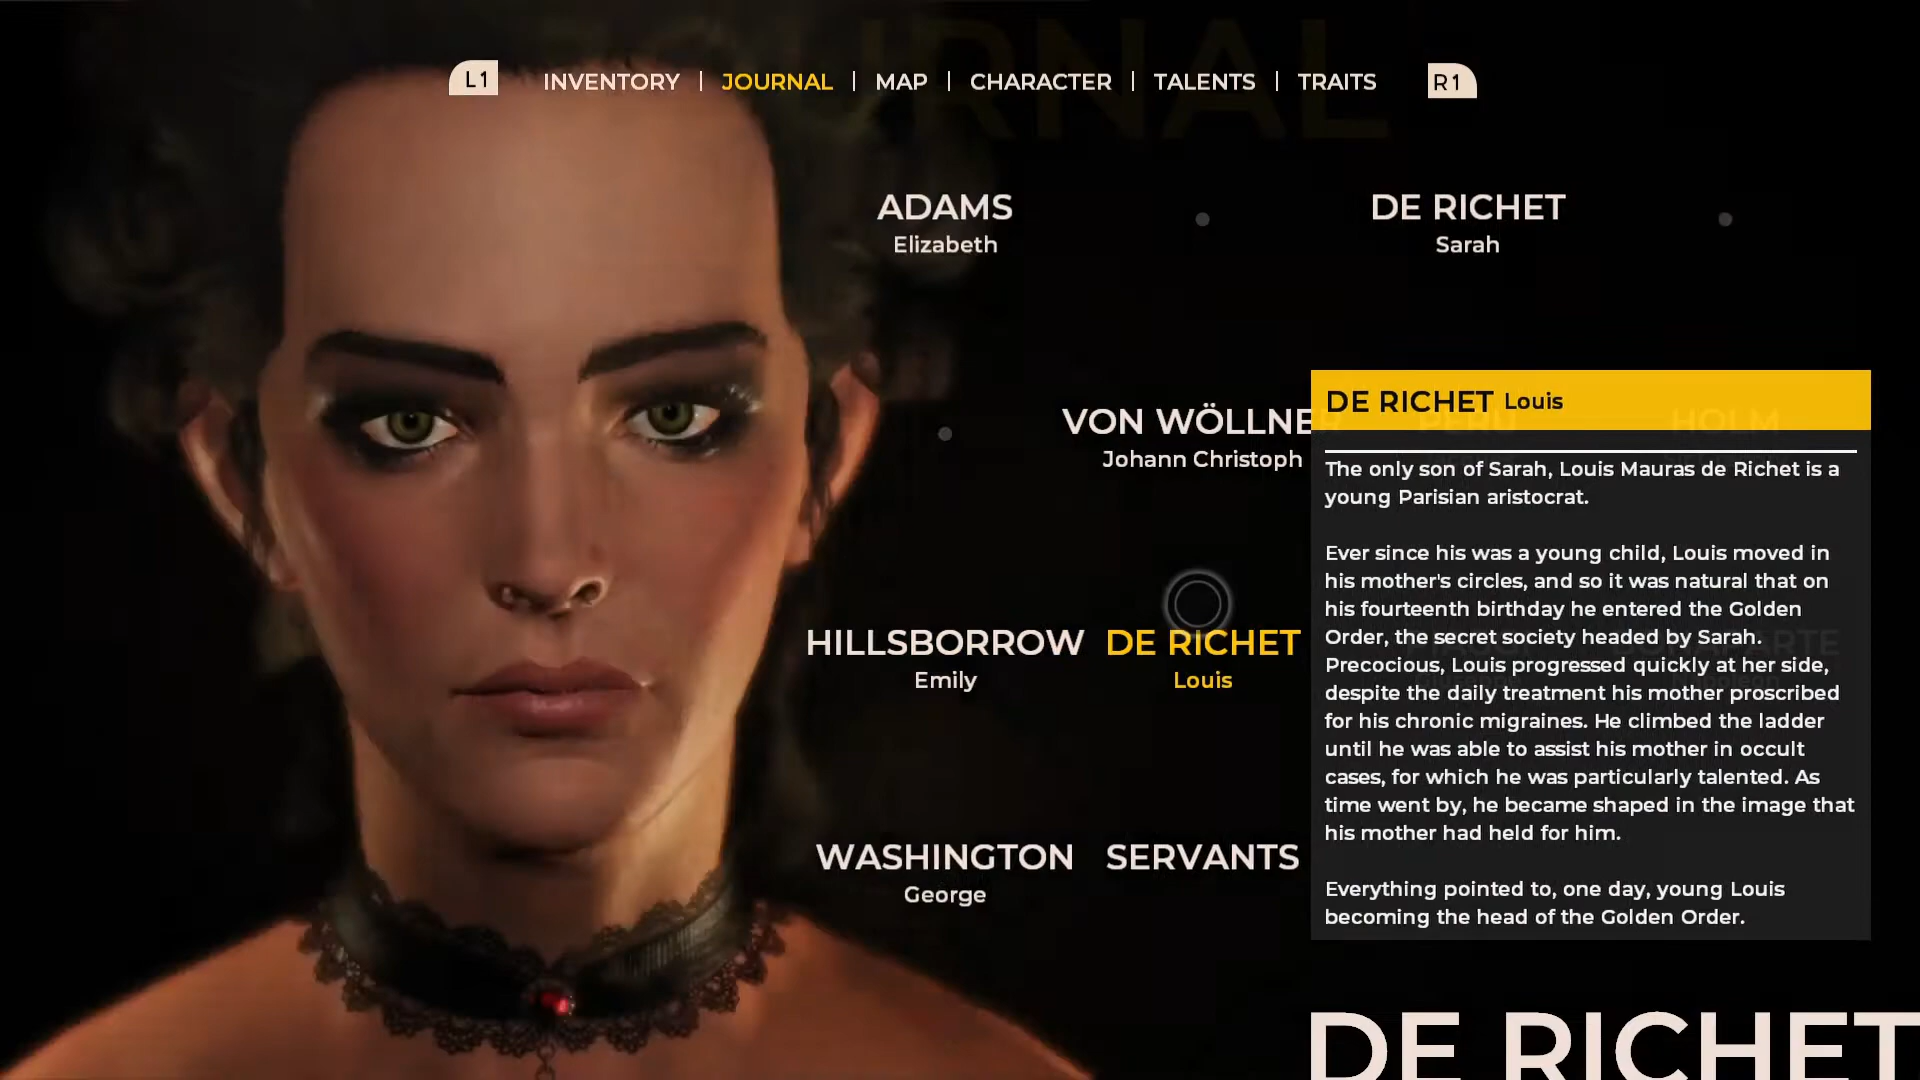 JOURNAL
L1 INVENTORY | JOURNAL | MAP | CHARACTER | TALENTS | TRAITS R1
ADAMS
Elizabeth
DE RICHET
Sarah
VON WÖLLNER
Johann Christoph
HOLM
HILLSBORROW
Emily
DE RICHET
Louis
PIAGGI
Giuseppe
BONAPARTE
Napoleon
WASHINGTON
George
SERVANTS
DE RICHET Louis
The only son of Sarah, Louis Mauras de Richet is a
young Parisian aristocrat.
Ever since his was a young child, Louis moved in
his mother's circles, and so it was natural that on
his fourteenth birthday he entered the Golden
Order, the secret society headed by Sarah.
Precocious, Louis progressed quickly at her side,
despite the daily treatment his mother proscribed
for his chronic migraines. He climbed the ladder
until he was able to assist his mother in occult
cases, for which he was particularly talented. As
time went by, he became shaped in the image that
his mother had held for him.
Everything pointed to, one day, young Louis
becoming the head of the Golden Order.
DE RICHET